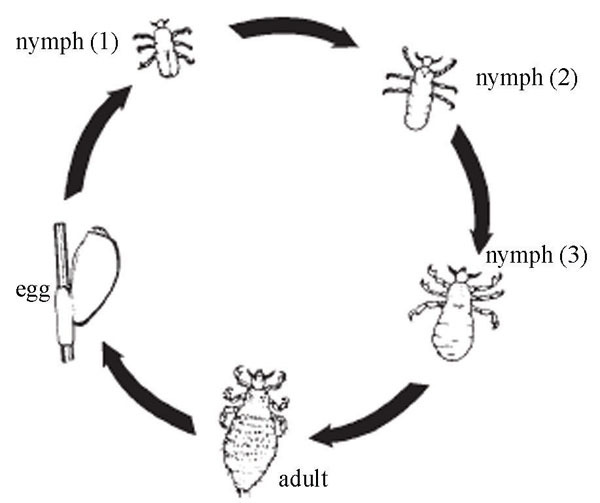 nymph (1)
nymph (2)
nymph (3)
egg
adult